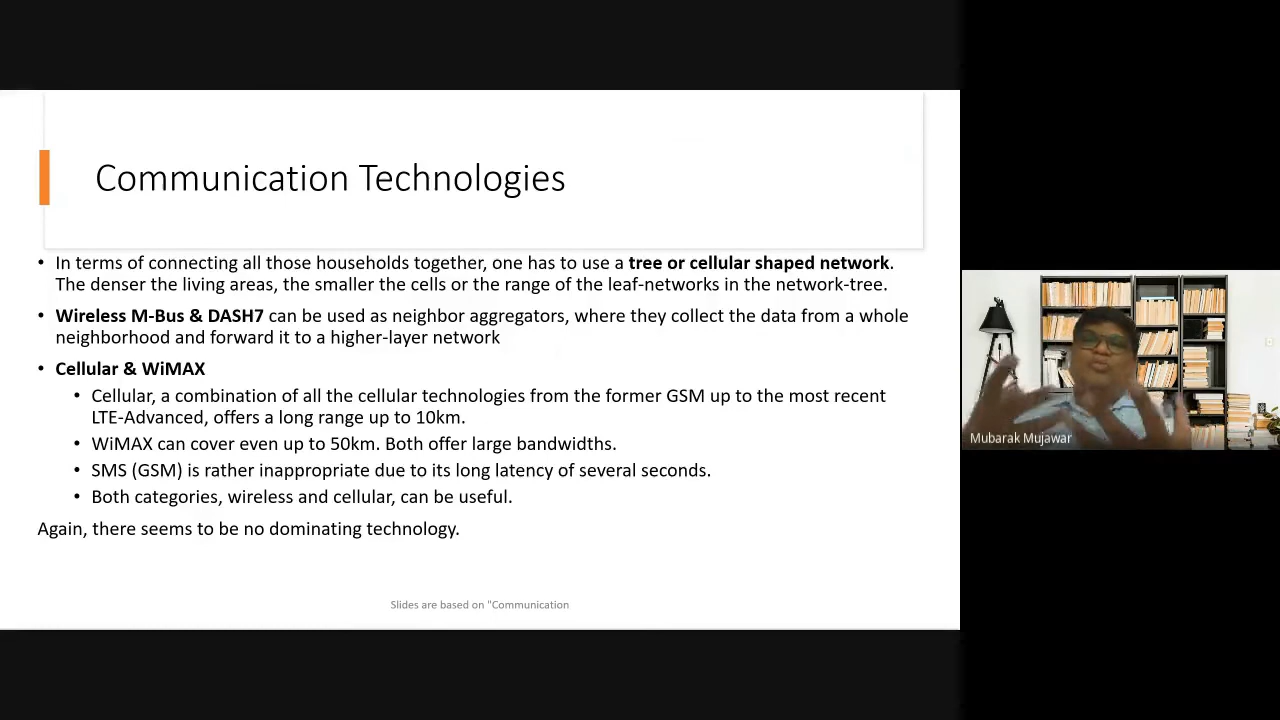 Communication Technologies
• In terms of connecting all those households together, one has to use a tree or cellular shaped network.
The denser the living areas, the smaller the cells or the range of the leaf-networks in the network-tree.
• Wireless M-Bus & DASH7 can be used as neighbor aggregators, where they collect the data from a whole
neighborhood and forward it to a higher-layer network
• Cellular & WiMAX
• Cellular, a combination of all the cellular technologies from the former GSM up to the most recent
LTE-Advanced, offers a long range up to 10km.
• WiMAX can cover even up to 50km. Both offer large bandwidths.
• SMS (GSM) is rather inappropriate due to its long latency of several seconds.
• Both categories, wireless and cellular, can be useful.
Again, there seems to be no dominating technology.
Slides are based on "Communication
Mubarak Mujawar